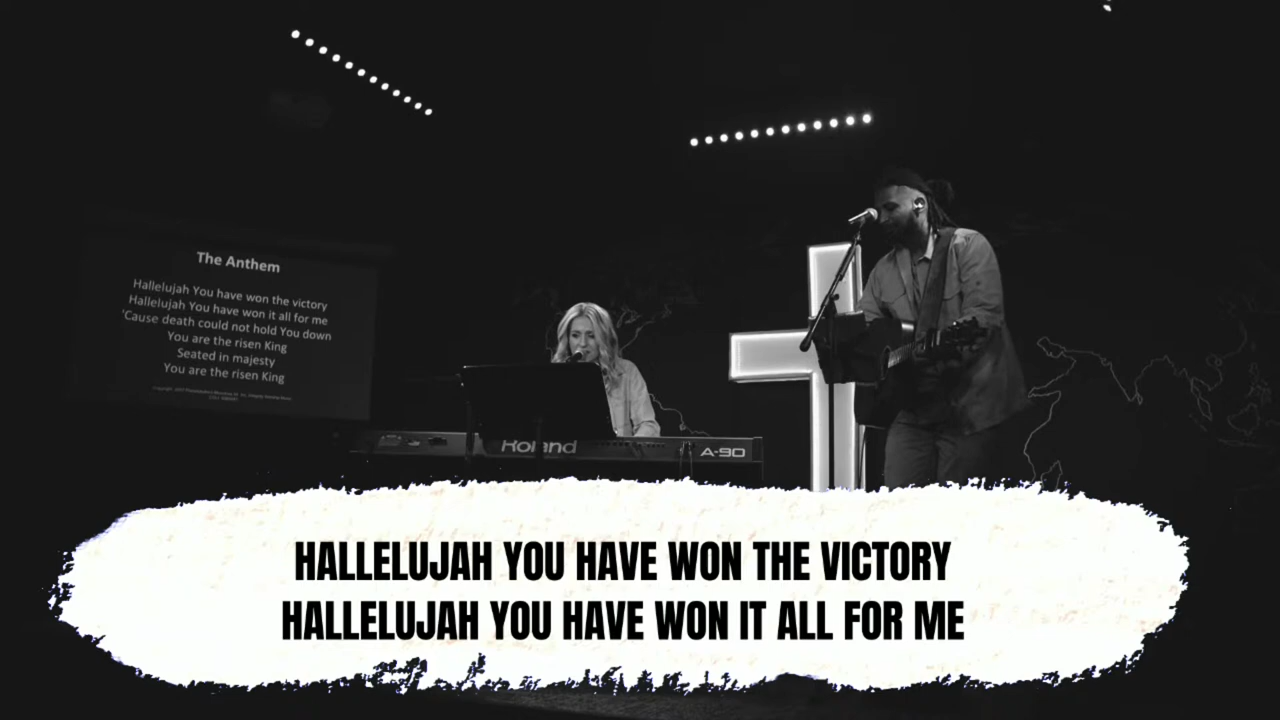 The Anthem
Hallelujah You have won the victory
Hallelujah You have won it all for me
'Cause death could not hold You down
You are the risen King
Seated in majesty
You are the risen King
Roland
A-90
HALLELUJAH YOU HAVE WON THE VICTORY
HALLELUJAH YOU HAVE WON IT ALL FOR ME